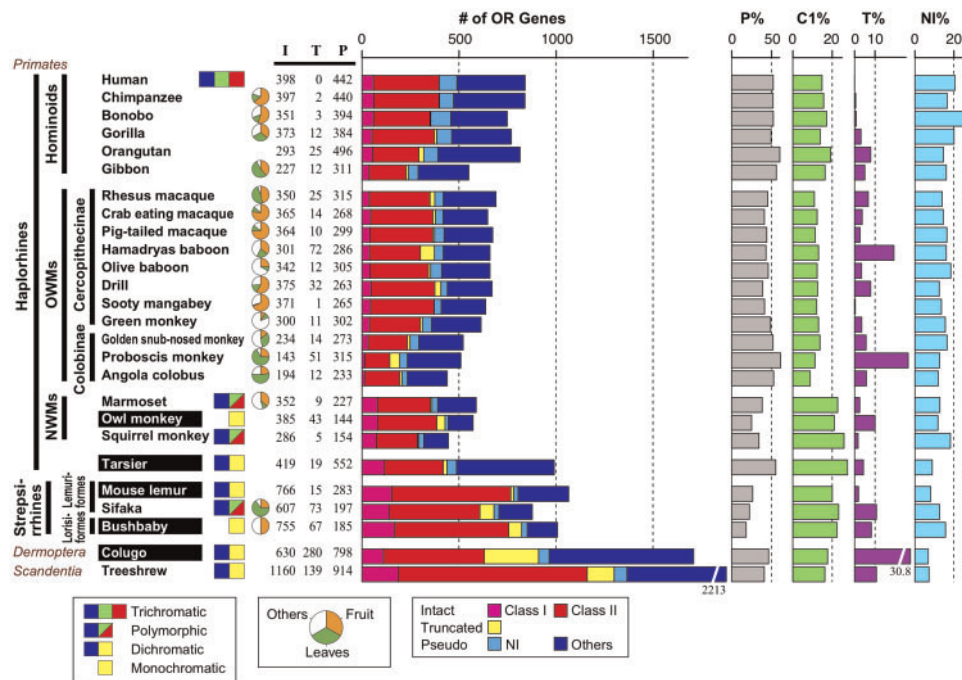 # of OR Genes P% C1% T% NI%
I T P 0 500 1000 1500 0 50 0 20 0 10 0 20
Primates
Haplorhines
Hominoids
Human 398 0 442
Chimpanzee 397 2 440
Bonobo 351 3 394
Gorilla 373 12 384
Orangutan 293 25 496
Gibbon 227 12 311
OWMs
Cercopithecinae
Rhesus macaque 350 25 315
Crab eating macaque 365 14 268
Pig-tailed macaque 364 10 299
Hamadryas baboon 301 72 286
Olive baboon 342 12 305
Drill 375 32 263
Sooty mangabey 371 1 265
Green monkey 300 11 302
Colobinae
Golden snub-nosed monkey 234 14 273
Proboscis monkey 143 51 315
Angola colobus 194 12 233
NWMs
Marmoset 352 9 227
Owl monkey 385 43 144
Squirrel monkey 286 5 154
Tarsier 419 19 552
Strepsi-
rrhines
Lemuri-
formes
Mouse lemur 766 15 283
Sifaka 607 73 197
Lorisi-
formes
Bushbaby 755 67 185
Dermoptera Colugo 630 280 798
30.8
Scandentia Treeshrew 1160 139 914
2213
Trichromatic
Polymorphic
Dichromatic
Monochromatic
Others Fruit
Leaves
Intact Class I Class II
Truncated
Pseudo NI Others